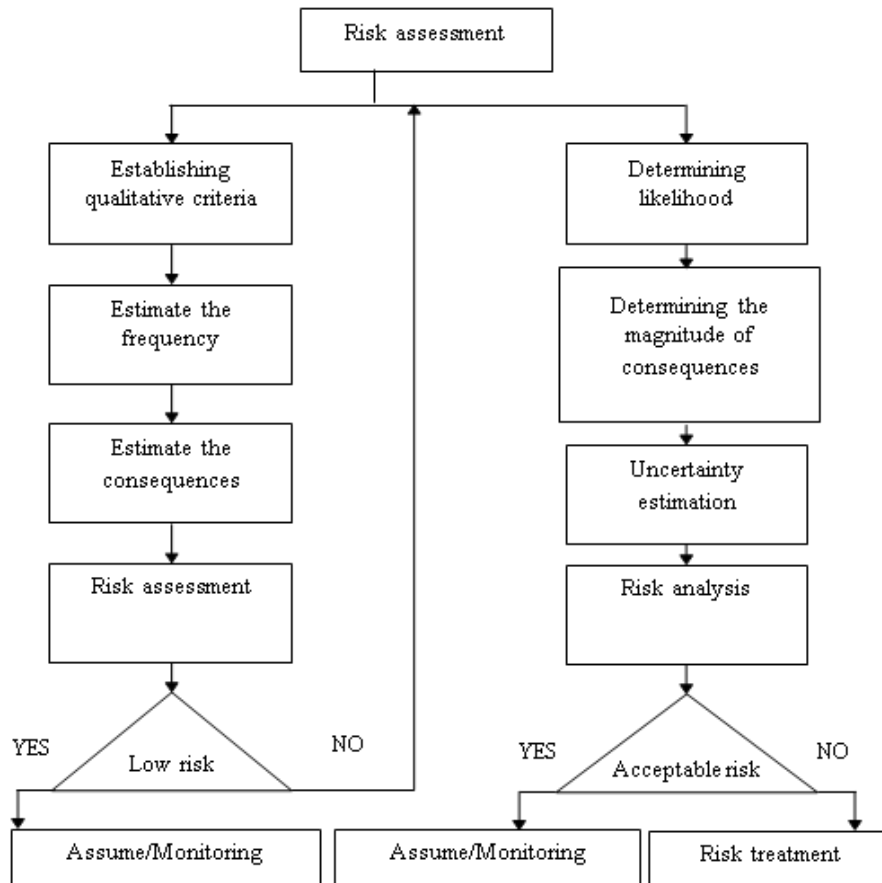 Risk assessment
Establishing
qualitative criteria
Estimate the
frequency
Estimate the
consequences
Risk assessment
YES
Low risk
NO
Assume/Monitoring
Determining
likelihood
Determining the
magnitude of
consequences
Uncertainty
estimation
Risk analysis
YES
Acceptable risk
NO
Assume/Monitoring
Risk treatment